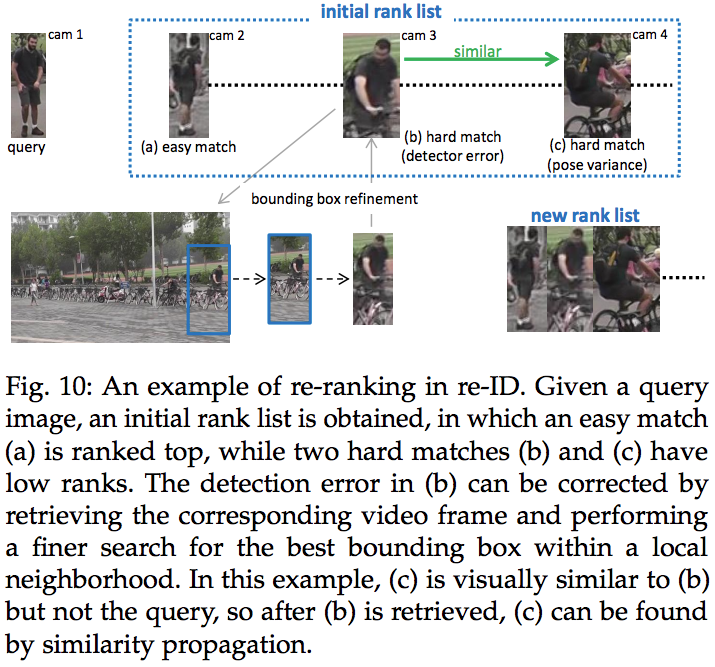 initial rank list
cam 1
cam 2
cam 3
cam 4
similar
query
(a) easy match
(b) hard match
(detector error)
(c) hard match
(pose variance)
bounding box refinement
new rank list
Fig. 10: An example of re-ranking in re-ID. Given a query
image, an initial rank list is obtained, in which an easy match
(a) is ranked top, while two hard matches (b) and (c) have
low ranks. The detection error in (b) can be corrected by
retrieving the corresponding video frame and performing
a finer search for the best bounding box within a local
neighborhood. In this example, (c) is visually similar to (b)
but not the query, so after (b) is retrieved, (c) can be found
by similarity propagation.